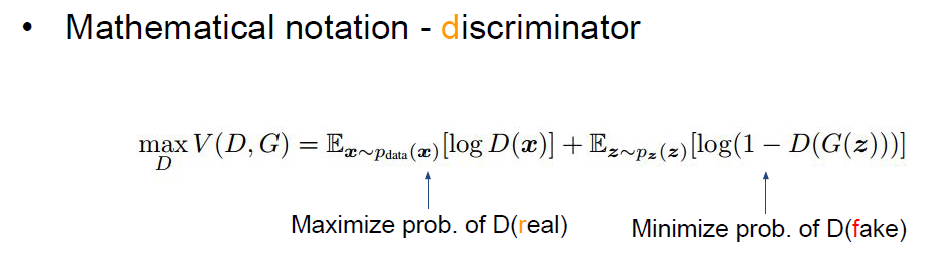 • Mathematical notation - discriminator
max_D V(D, G) = 𝔼_{x∼p_data(x)}[log D(x)] + 𝔼_{z∼p_z(z)}[log(1 − D(G(z)))]
Maximize prob. of D(real) Minimize prob. of D(fake)